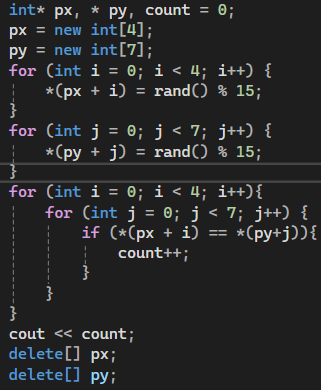 int* px, * py, count = 0;
px = new int[4];
py = new int[7];
for (int i = 0; i < 4; i++) {
    *(px + i) = rand() % 15;
}
for (int j = 0; j < 7; j++) {
    *(py + j) = rand() % 15;
}
for (int i = 0; i < 4; i++){
    for (int j = 0; j < 7; j++) {
        if (*(px + i) == *(py+j)){
            count++;
        }
    }
}
cout << count;
delete[] px;
delete[] py;